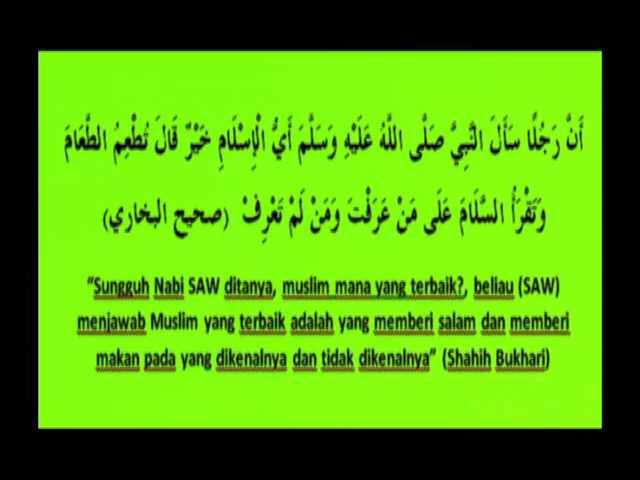 أَنَّ رَجُلًا سَأَلَ النَّبِيَّ صَلَّى اللَّهُ عَلَيْهِ وَسَلَّمَ أَيُّ الْإِسْلَامِ خَيْرٌ قَالَ تُطْعِمُ الطَّعَامَ
وَتَقْرَأُ السَّلَامَ عَلَى مَنْ عَرَفْتَ وَمَنْ لَمْ تَعْرِفْ (صحيح البخاري)
“Sungguh Nabi SAW ditanya, muslim mana yang terbaik?, beliau (SAW)
menjawab Muslim yang terbaik adalah yang memberi salam dan memberi
makan pada yang dikenalnya dan tidak dikenalnya” (Shahih Bukhari)